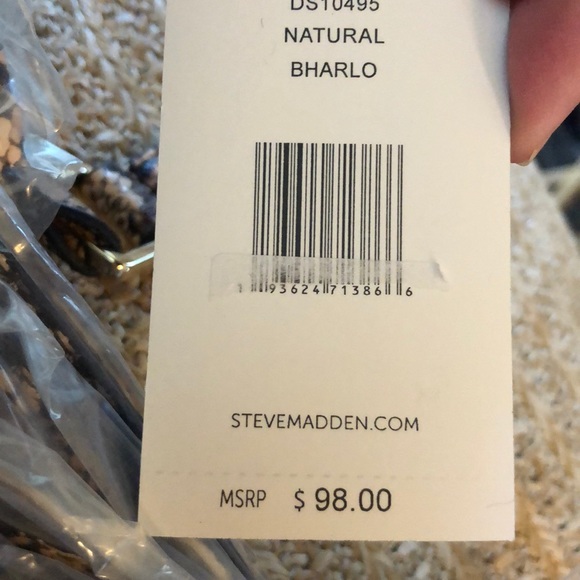 DS10495
NATURAL
BHARLO
1 93624 71386 6
STEVEMADDEN.COM
MSRP $ 98.00